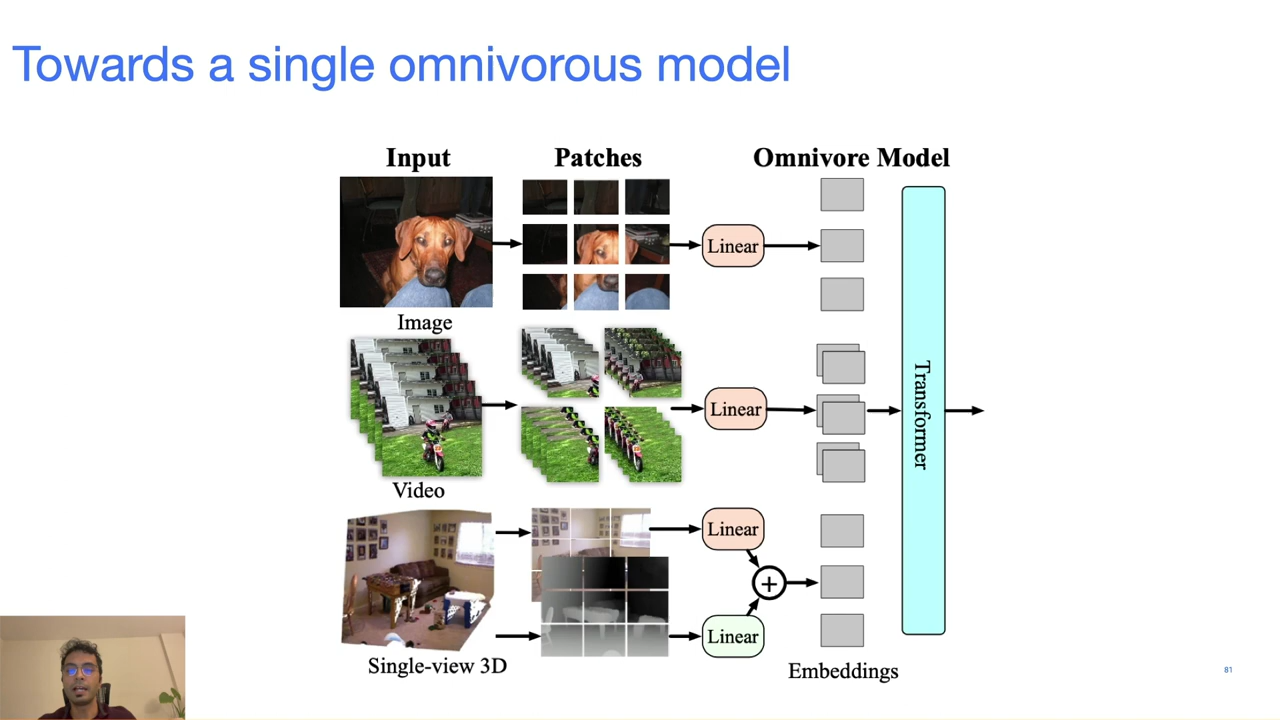 Towards a single omnivorous model
Input
Patches
Omnivore Model
Linear
Image
Linear
Video
Transformer
Linear
+
Linear
Single-view 3D
Embeddings
81